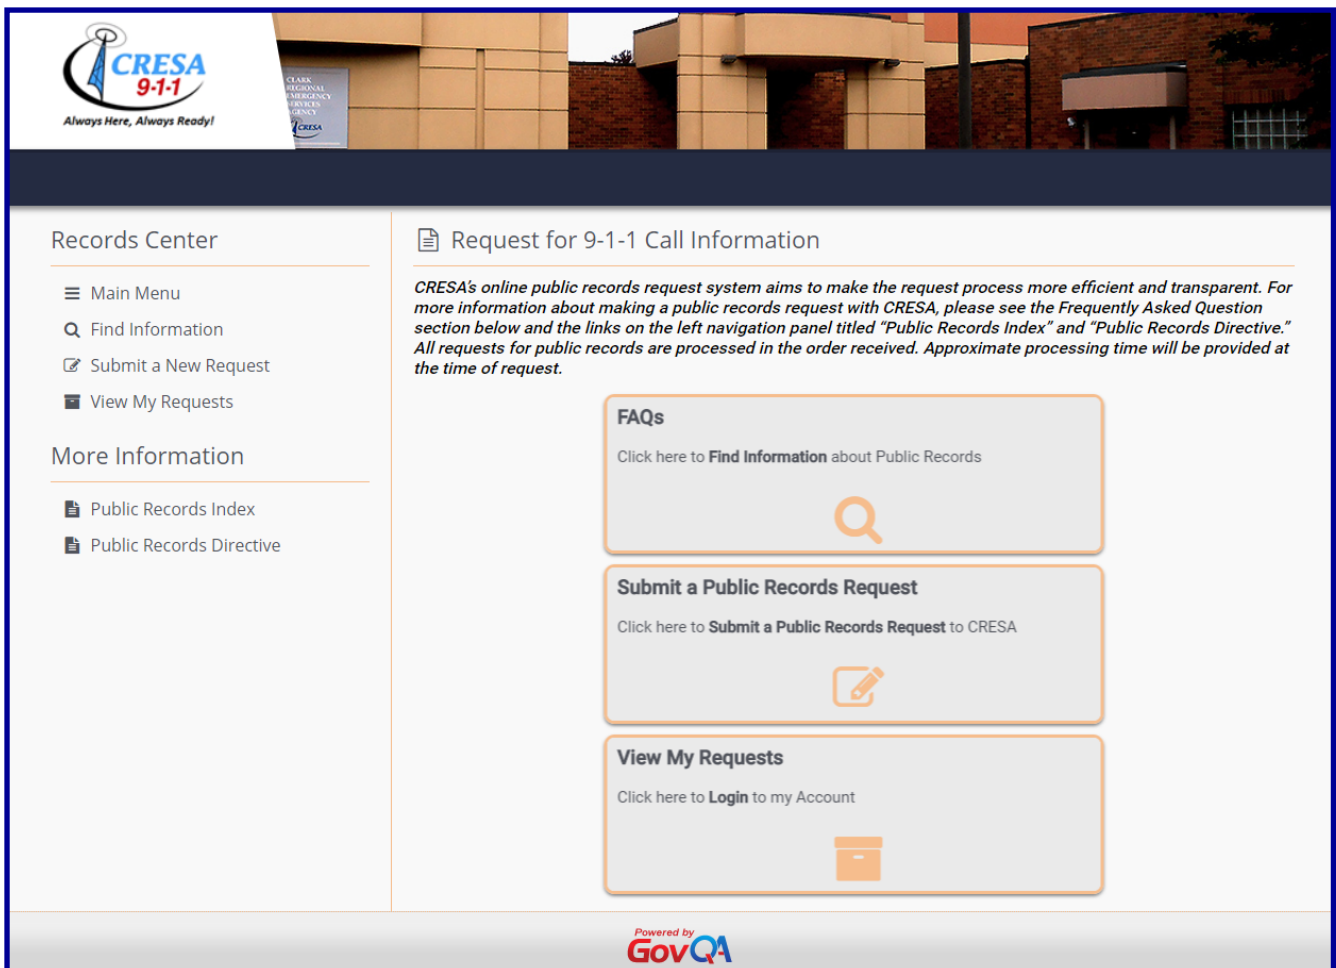 CRESA
9-1-1
Always Here, Always Ready!
CLARK
REGIONAL
EMERGENCY
SERVICES
AGENCY
CRESA
Records Center
Main Menu
Find Information
Submit a New Request
View My Requests
More Information
Public Records Index
Public Records Directive
Request for 9-1-1 Call Information
CRESA's online public records request system aims to make the request process more efficient and transparent. For
more information about making a public records request with CRESA, please see the Frequently Asked Question
section below and the links on the left navigation panel titled “Public Records Index” and “Public Records Directive.”
All requests for public records are processed in the order received. Approximate processing time will be provided at
the time of request.
FAQs
Click here to Find Information about Public Records
Submit a Public Records Request
Click here to Submit a Public Records Request to CRESA
View My Requests
Click here to Login to my Account
Powered by
GovQA